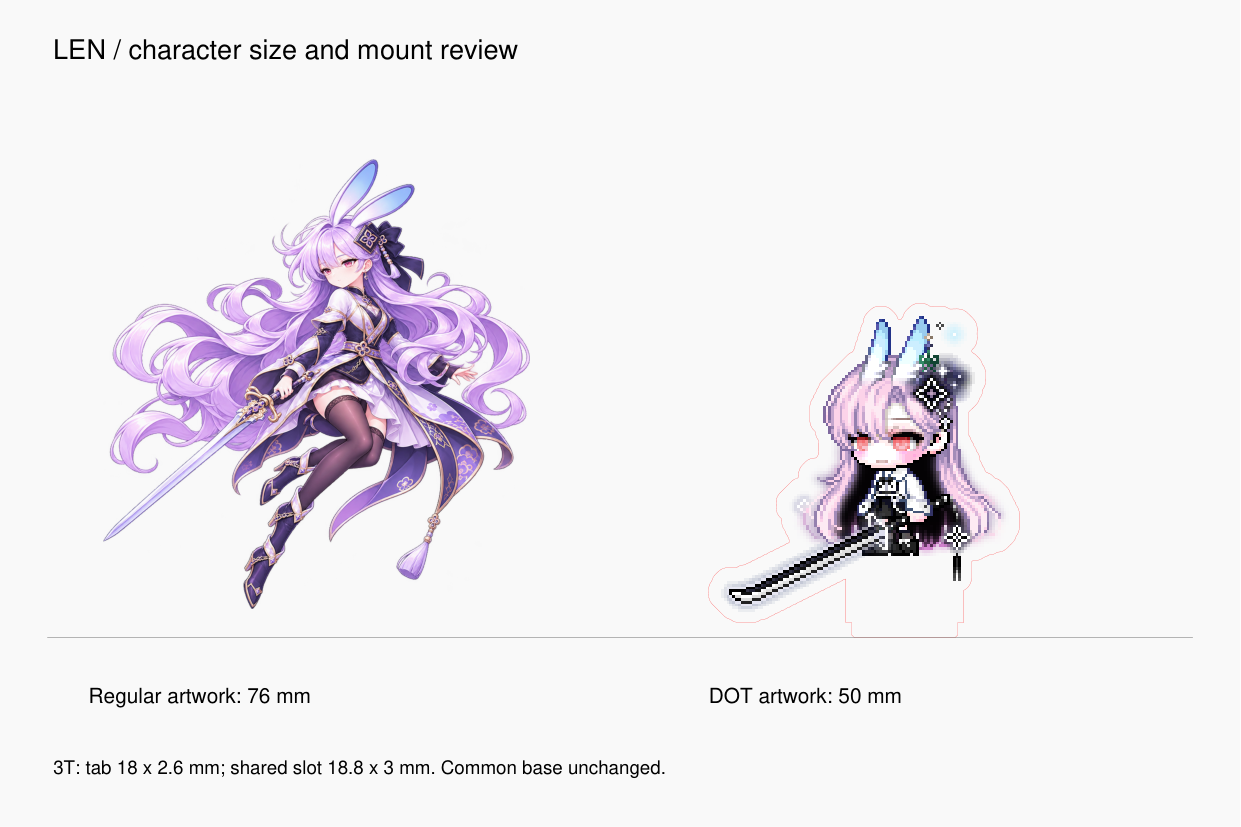 LEN / character size and mount review
Regular artwork: 76 mm
DOT artwork: 50 mm
3T: tab 18 x 2.6 mm; shared slot 18.8 x 3 mm. Common base unchanged.